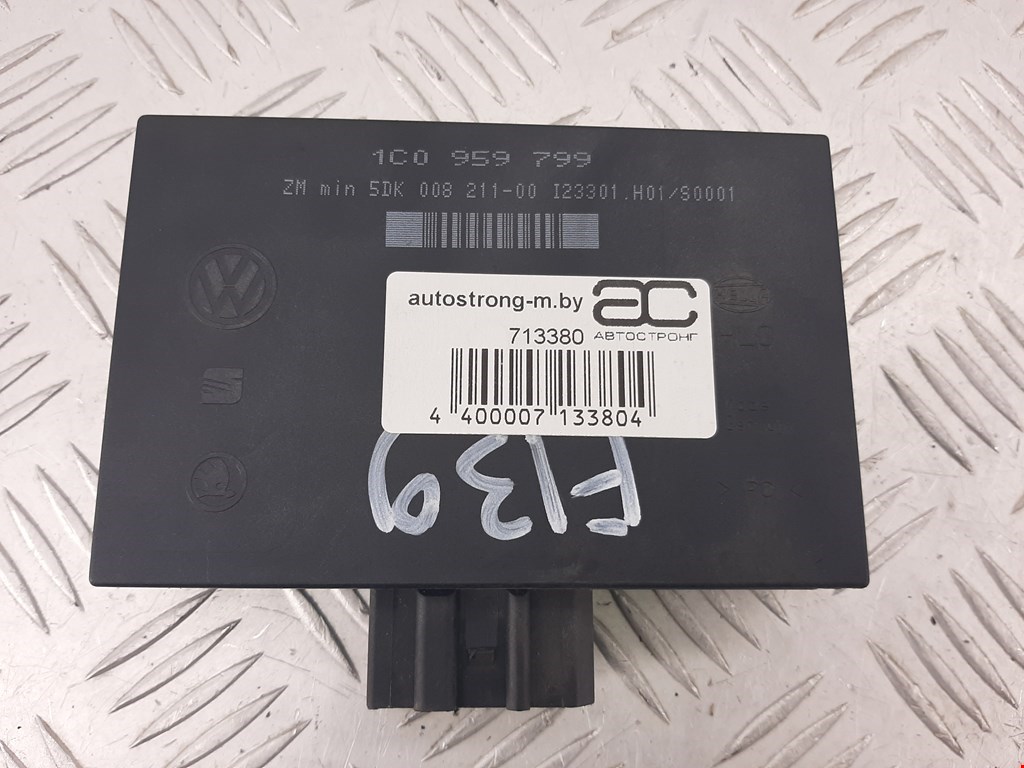 1C0 959 799
ZM min 5DK 008 211-00 I23301.H01/S0001
autostrong-m.by
ac
АВТОСТРОНГ
713380
4 400007 133804
F139